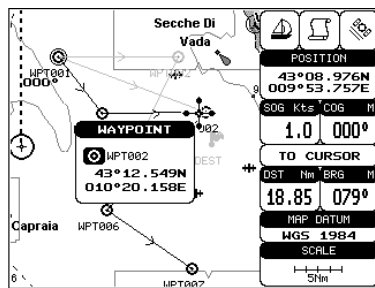 Secche Di
Vada
WPT001
000°
WPT002
WAYPOINT
WPT002
43°12.549N
010°20.158E
DEST
Capraia
WPT006
WPT007
6
9
POSITION
43°08.976N
009°53.757E
SOG Kts COG M
1.0 000°
TO CURSOR
DST Nm BRG M
18.85 079°
MAP DATUM
WGS 1984
SCALE
5Nm